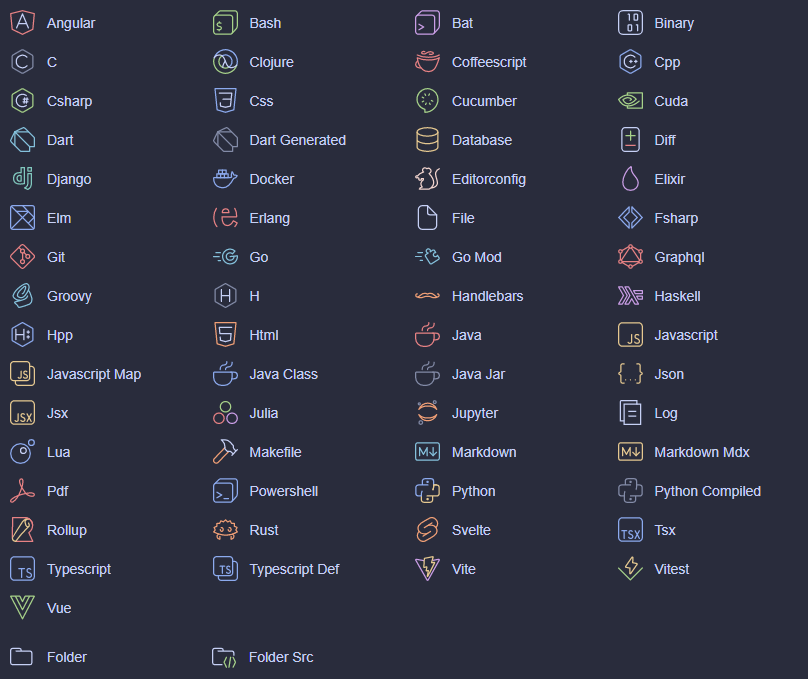 Angular Bash Bat Binary
C Clojure Coffeescript Cpp
Csharp Css Cucumber Cuda
Dart Dart Generated Database Diff
Django Docker Editorconfig Elixir
Elm Erlang File Fsharp
Git Go Go Mod Graphql
Groovy H Handlebars Haskell
Hpp Html Java Javascript
Javascript Map Java Class Java Jar Json
Jsx Julia Jupyter Log
Lua Makefile Markdown Markdown Mdx
Pdf Powershell Python Python Compiled
Rollup Rust Svelte Tsx
Typescript Typescript Def Vite Vitest
Vue
Folder Folder Src